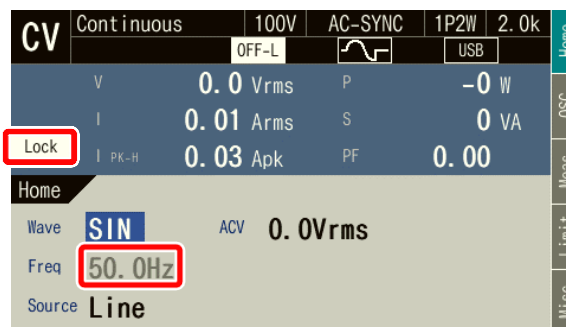 CV Continuous 100V AC-SYNC 1P2W 2.0k
OFF-L USB
V 0.0 Vrms P -0 W
I 0.01 Arms S 0 VA
Lock
I PK-H 0.03 Apk PF 0.00
Home
Wave SIN ACV 0.0Vrms
Freq 50.0Hz
Source Line
Home
OSC
Meas
Limit
Misc